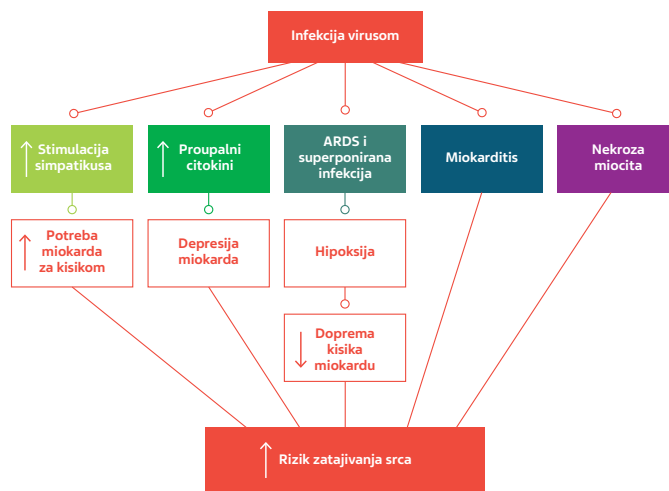 Infekcija virusom
Stimulacija
simpatikusa
Proupalni
citokini
ARDS i
superponirana
infekcija
Miokarditis
Nekroza
miocita
Potreba
miokarda
za kisikom
Depresija
miokarda
Hipoksija
Doprema
kisika
miokardu
Rizik zatajivanja srca